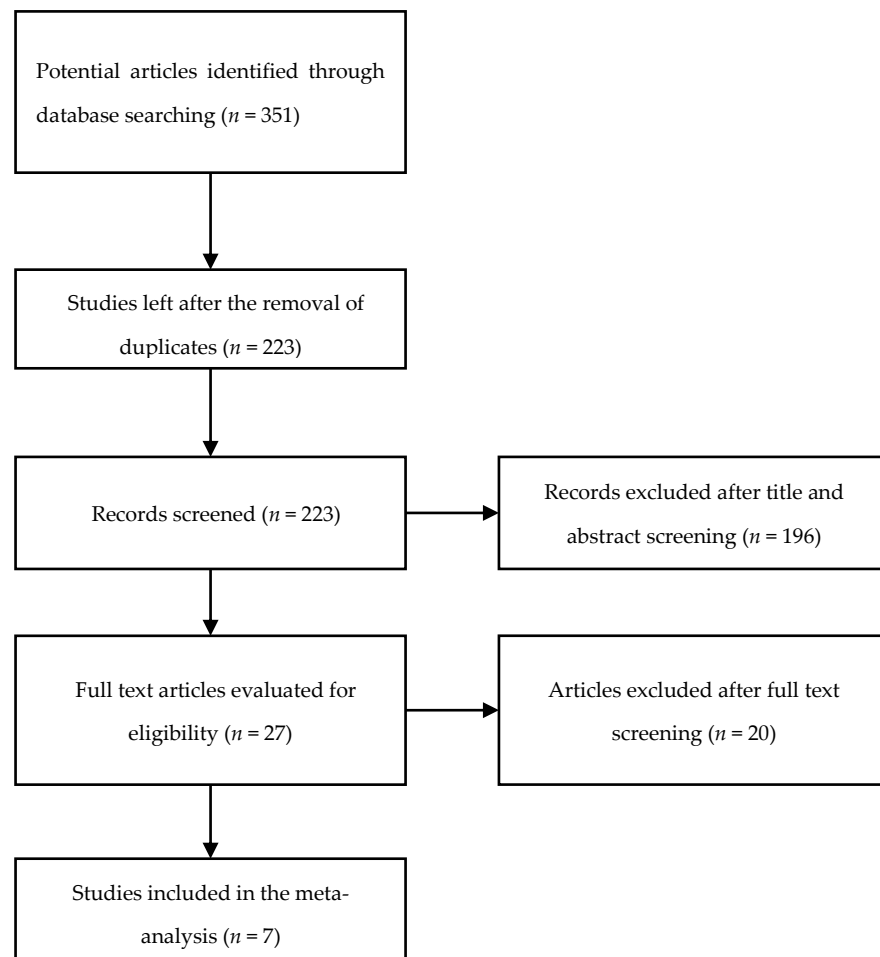 Potential articles identified through
database searching (n = 351)
Studies left after the removal of
duplicates (n = 223)
Records screened (n = 223)
Records excluded after title and
abstract screening (n = 196)
Full text articles evaluated for
eligibility (n = 27)
Articles excluded after full text
screening (n = 20)
Studies included in the meta-
analysis (n = 7)